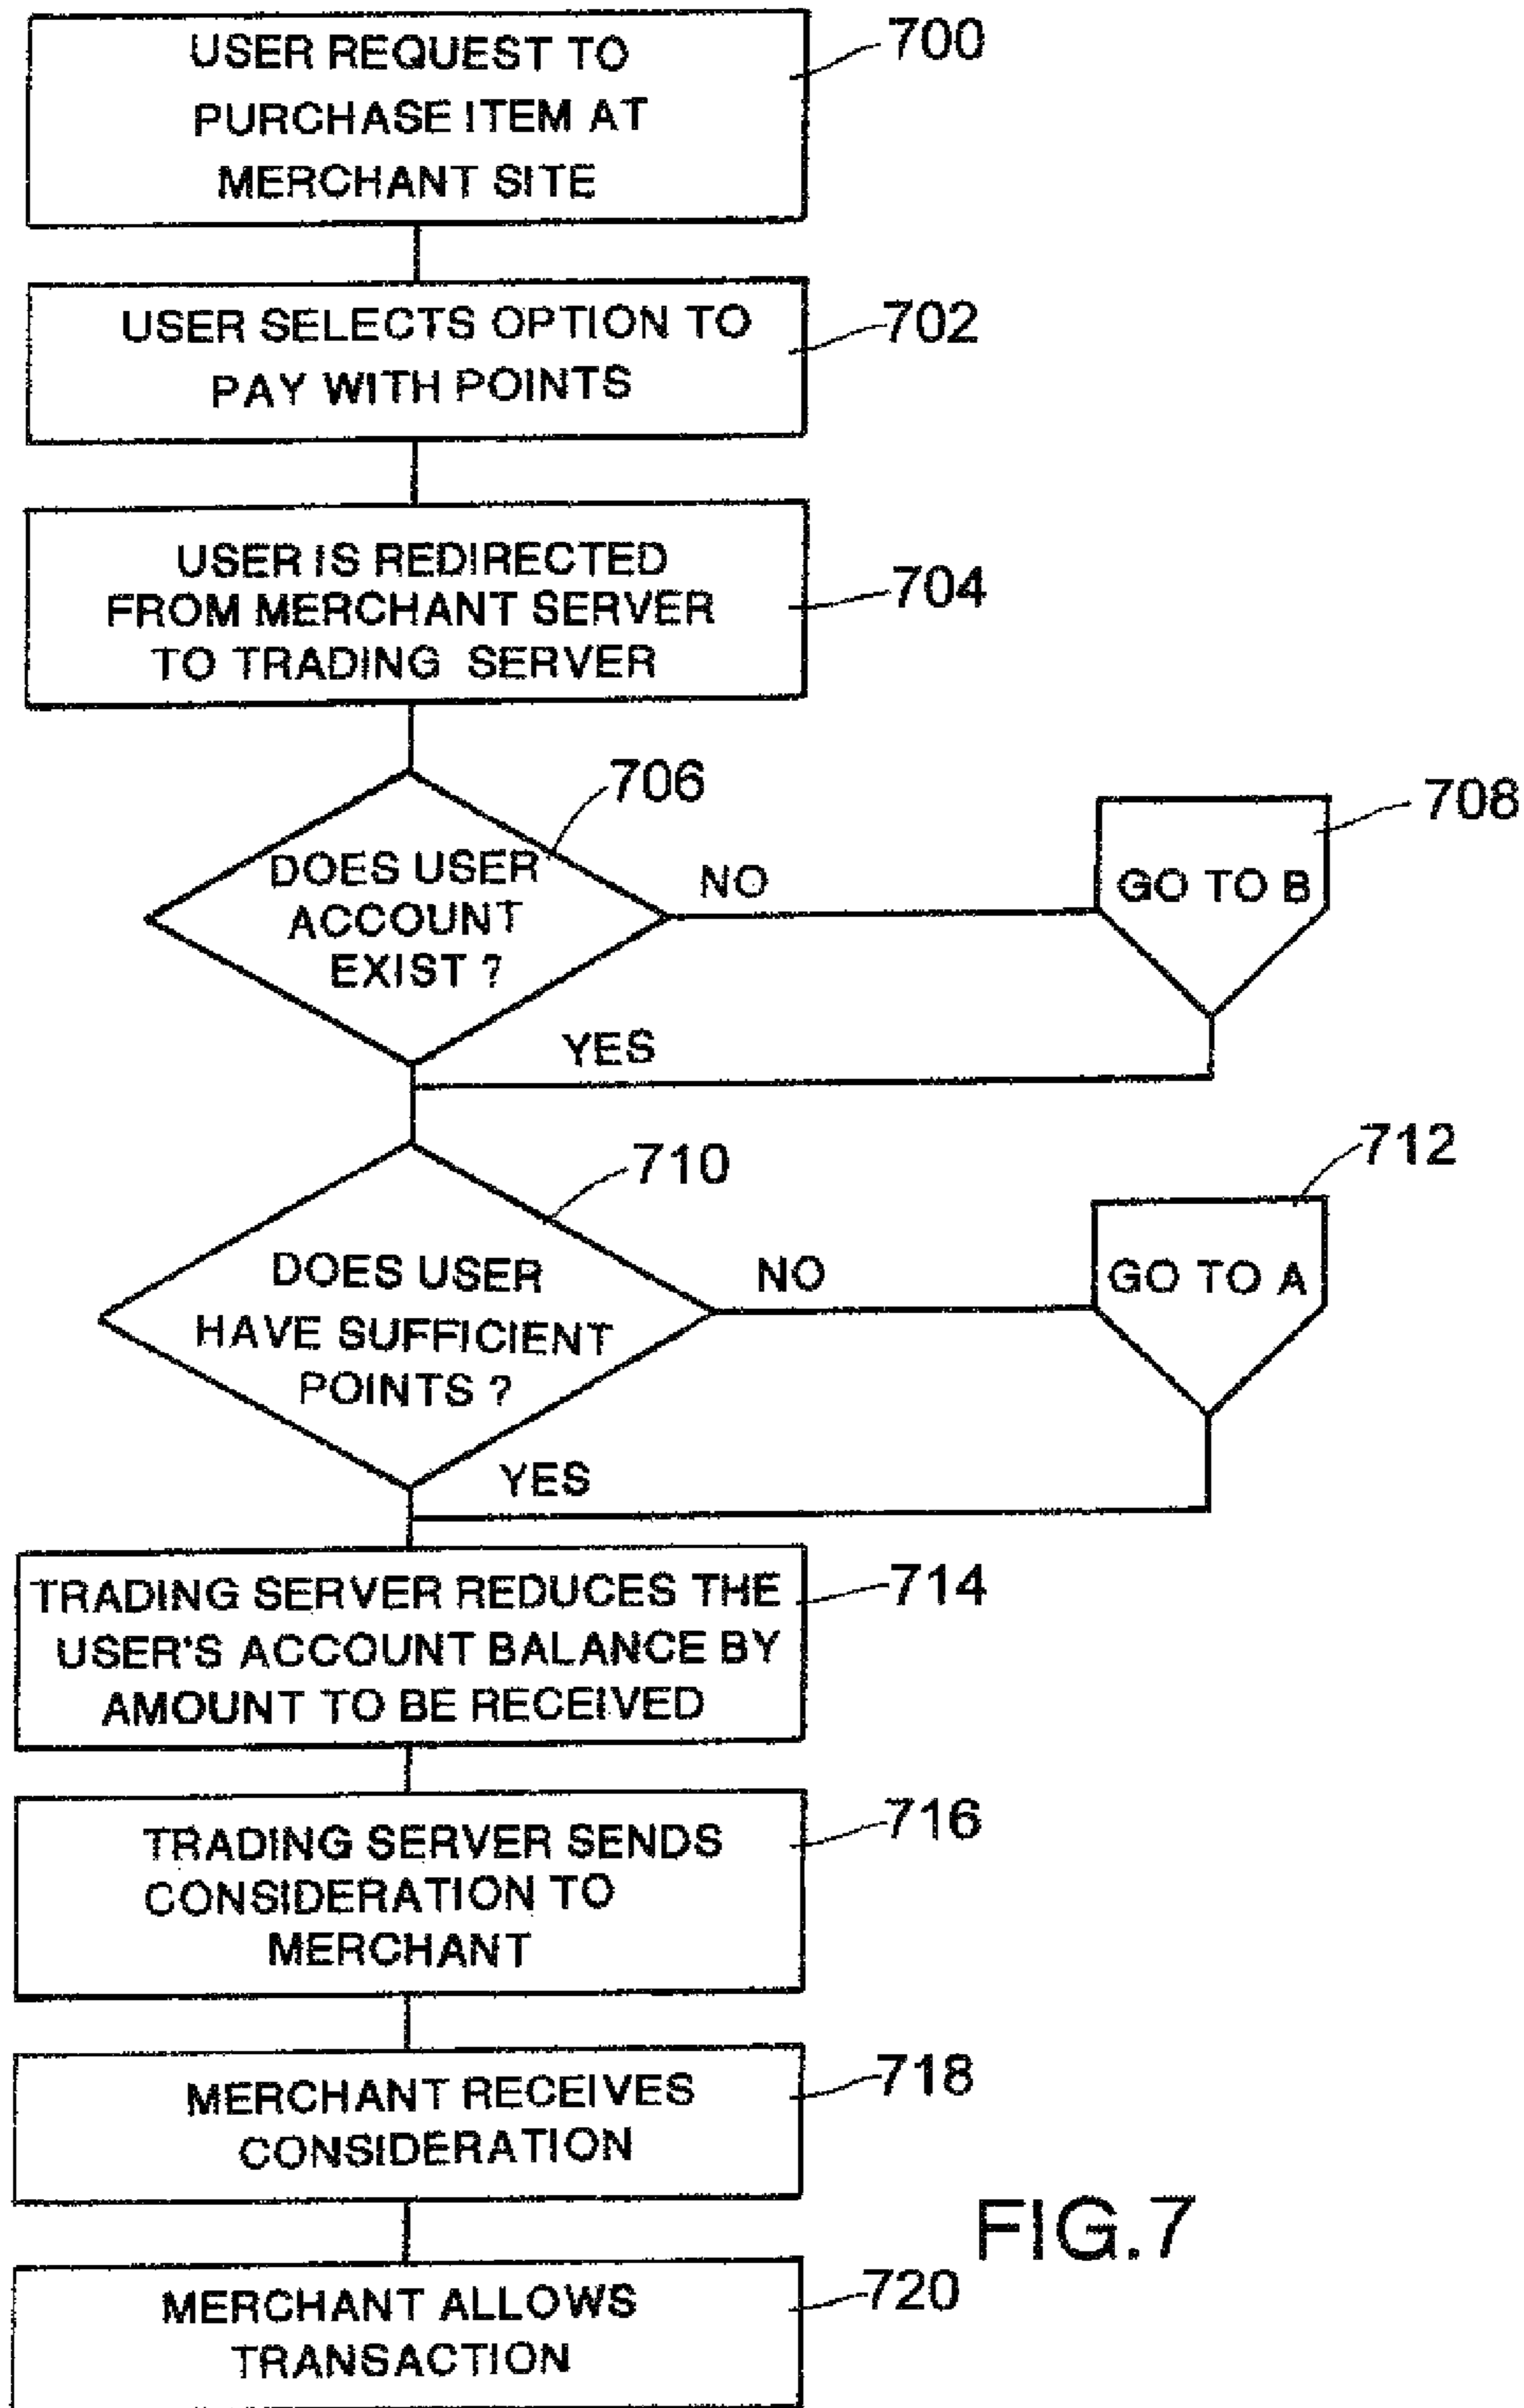 USER REQUEST TO
PURCHASE ITEM AT
MERCHANT SITE
700
USER SELECTS OPTION TO
PAY WITH POINTS
702
USER IS REDIRECTED
FROM MERCHANT SERVER
TO TRADING SERVER
704
706
DOES USER
ACCOUNT
EXIST ?
NO
708
GO TO B
YES
710
DOES USER
HAVE SUFFICIENT
POINTS ?
NO
712
GO TO A
YES
TRADING SERVER REDUCES THE
USER'S ACCOUNT BALANCE BY
AMOUNT TO BE RECEIVED
714
TRADING SERVER SENDS
CONSIDERATION TO
MERCHANT
716
MERCHANT RECEIVES
CONSIDERATION
718
FIG.7
MERCHANT ALLOWS
TRANSACTION
720